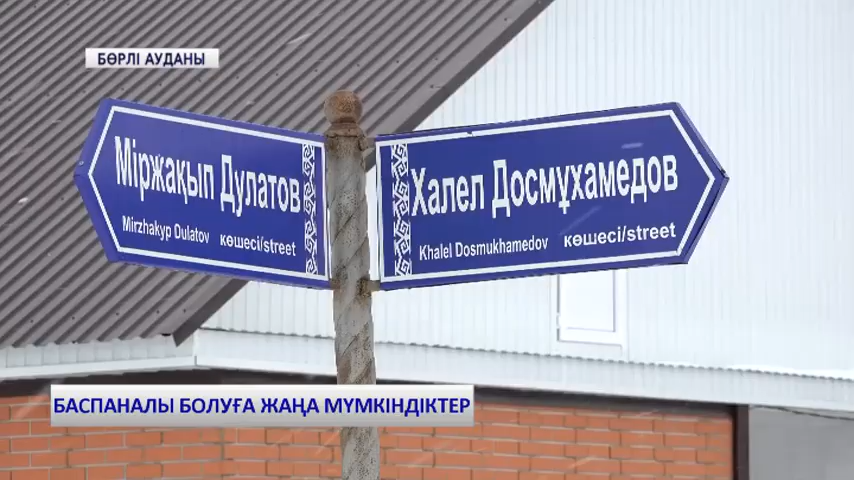 БӨРЛІ АУДАНЫ
Міржақып Дулатов
Mirzhakyp Dulatov көшесі/street
Халел Досмұхамедов
Khalel Dosmukhamedov көшесі/street
БАСПАНАЛЫ БОЛУҒА ЖАҢА МҮМКІНДІКТЕР